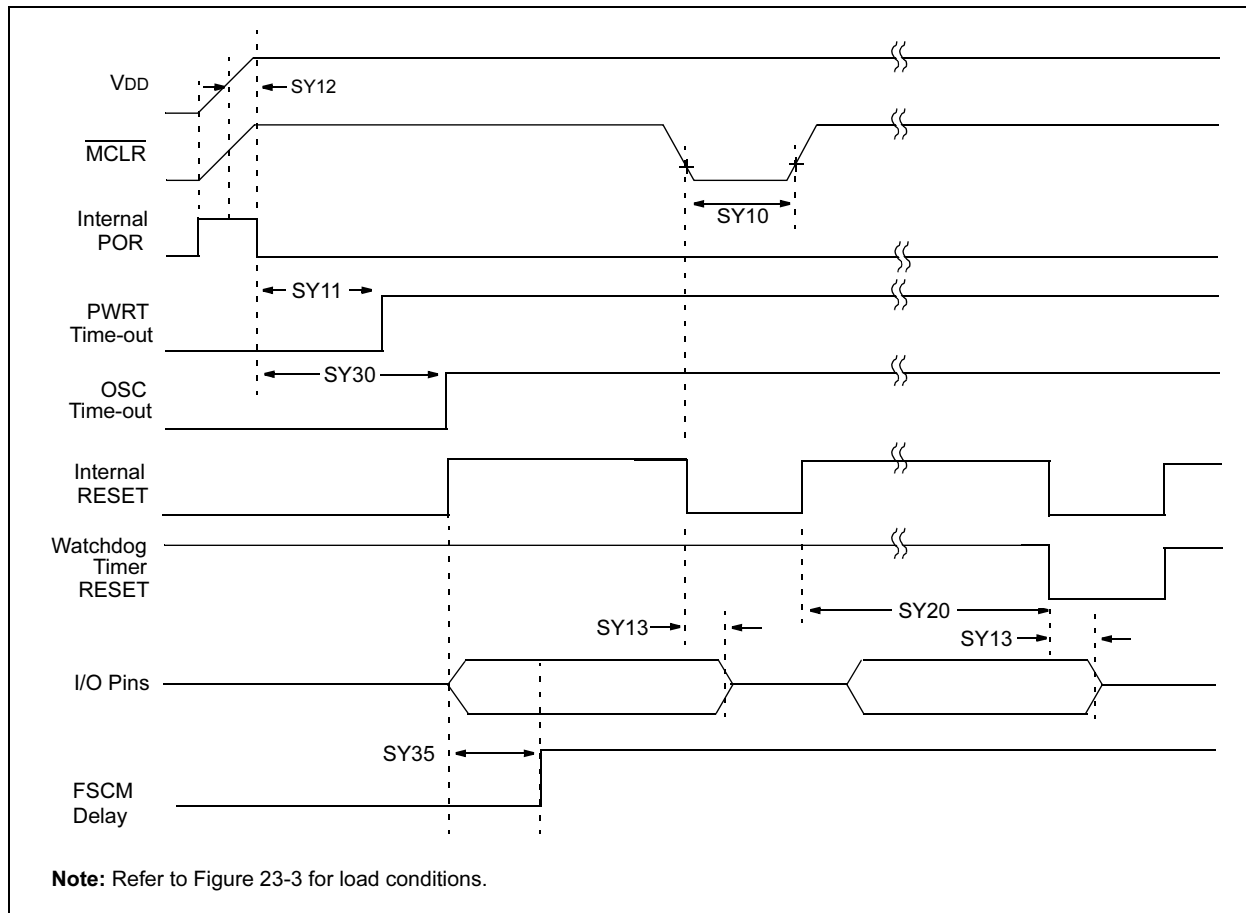 VDD
SY12
MCLR
SY10
Internal
POR
SY11
PWRT
Time-out
SY30
OSC
Time-out
Internal
RESET
Watchdog
Timer
RESET
SY20
SY13
SY13
I/O Pins
SY35
FSCM
Delay
Note: Refer to Figure 23-3 for load conditions.